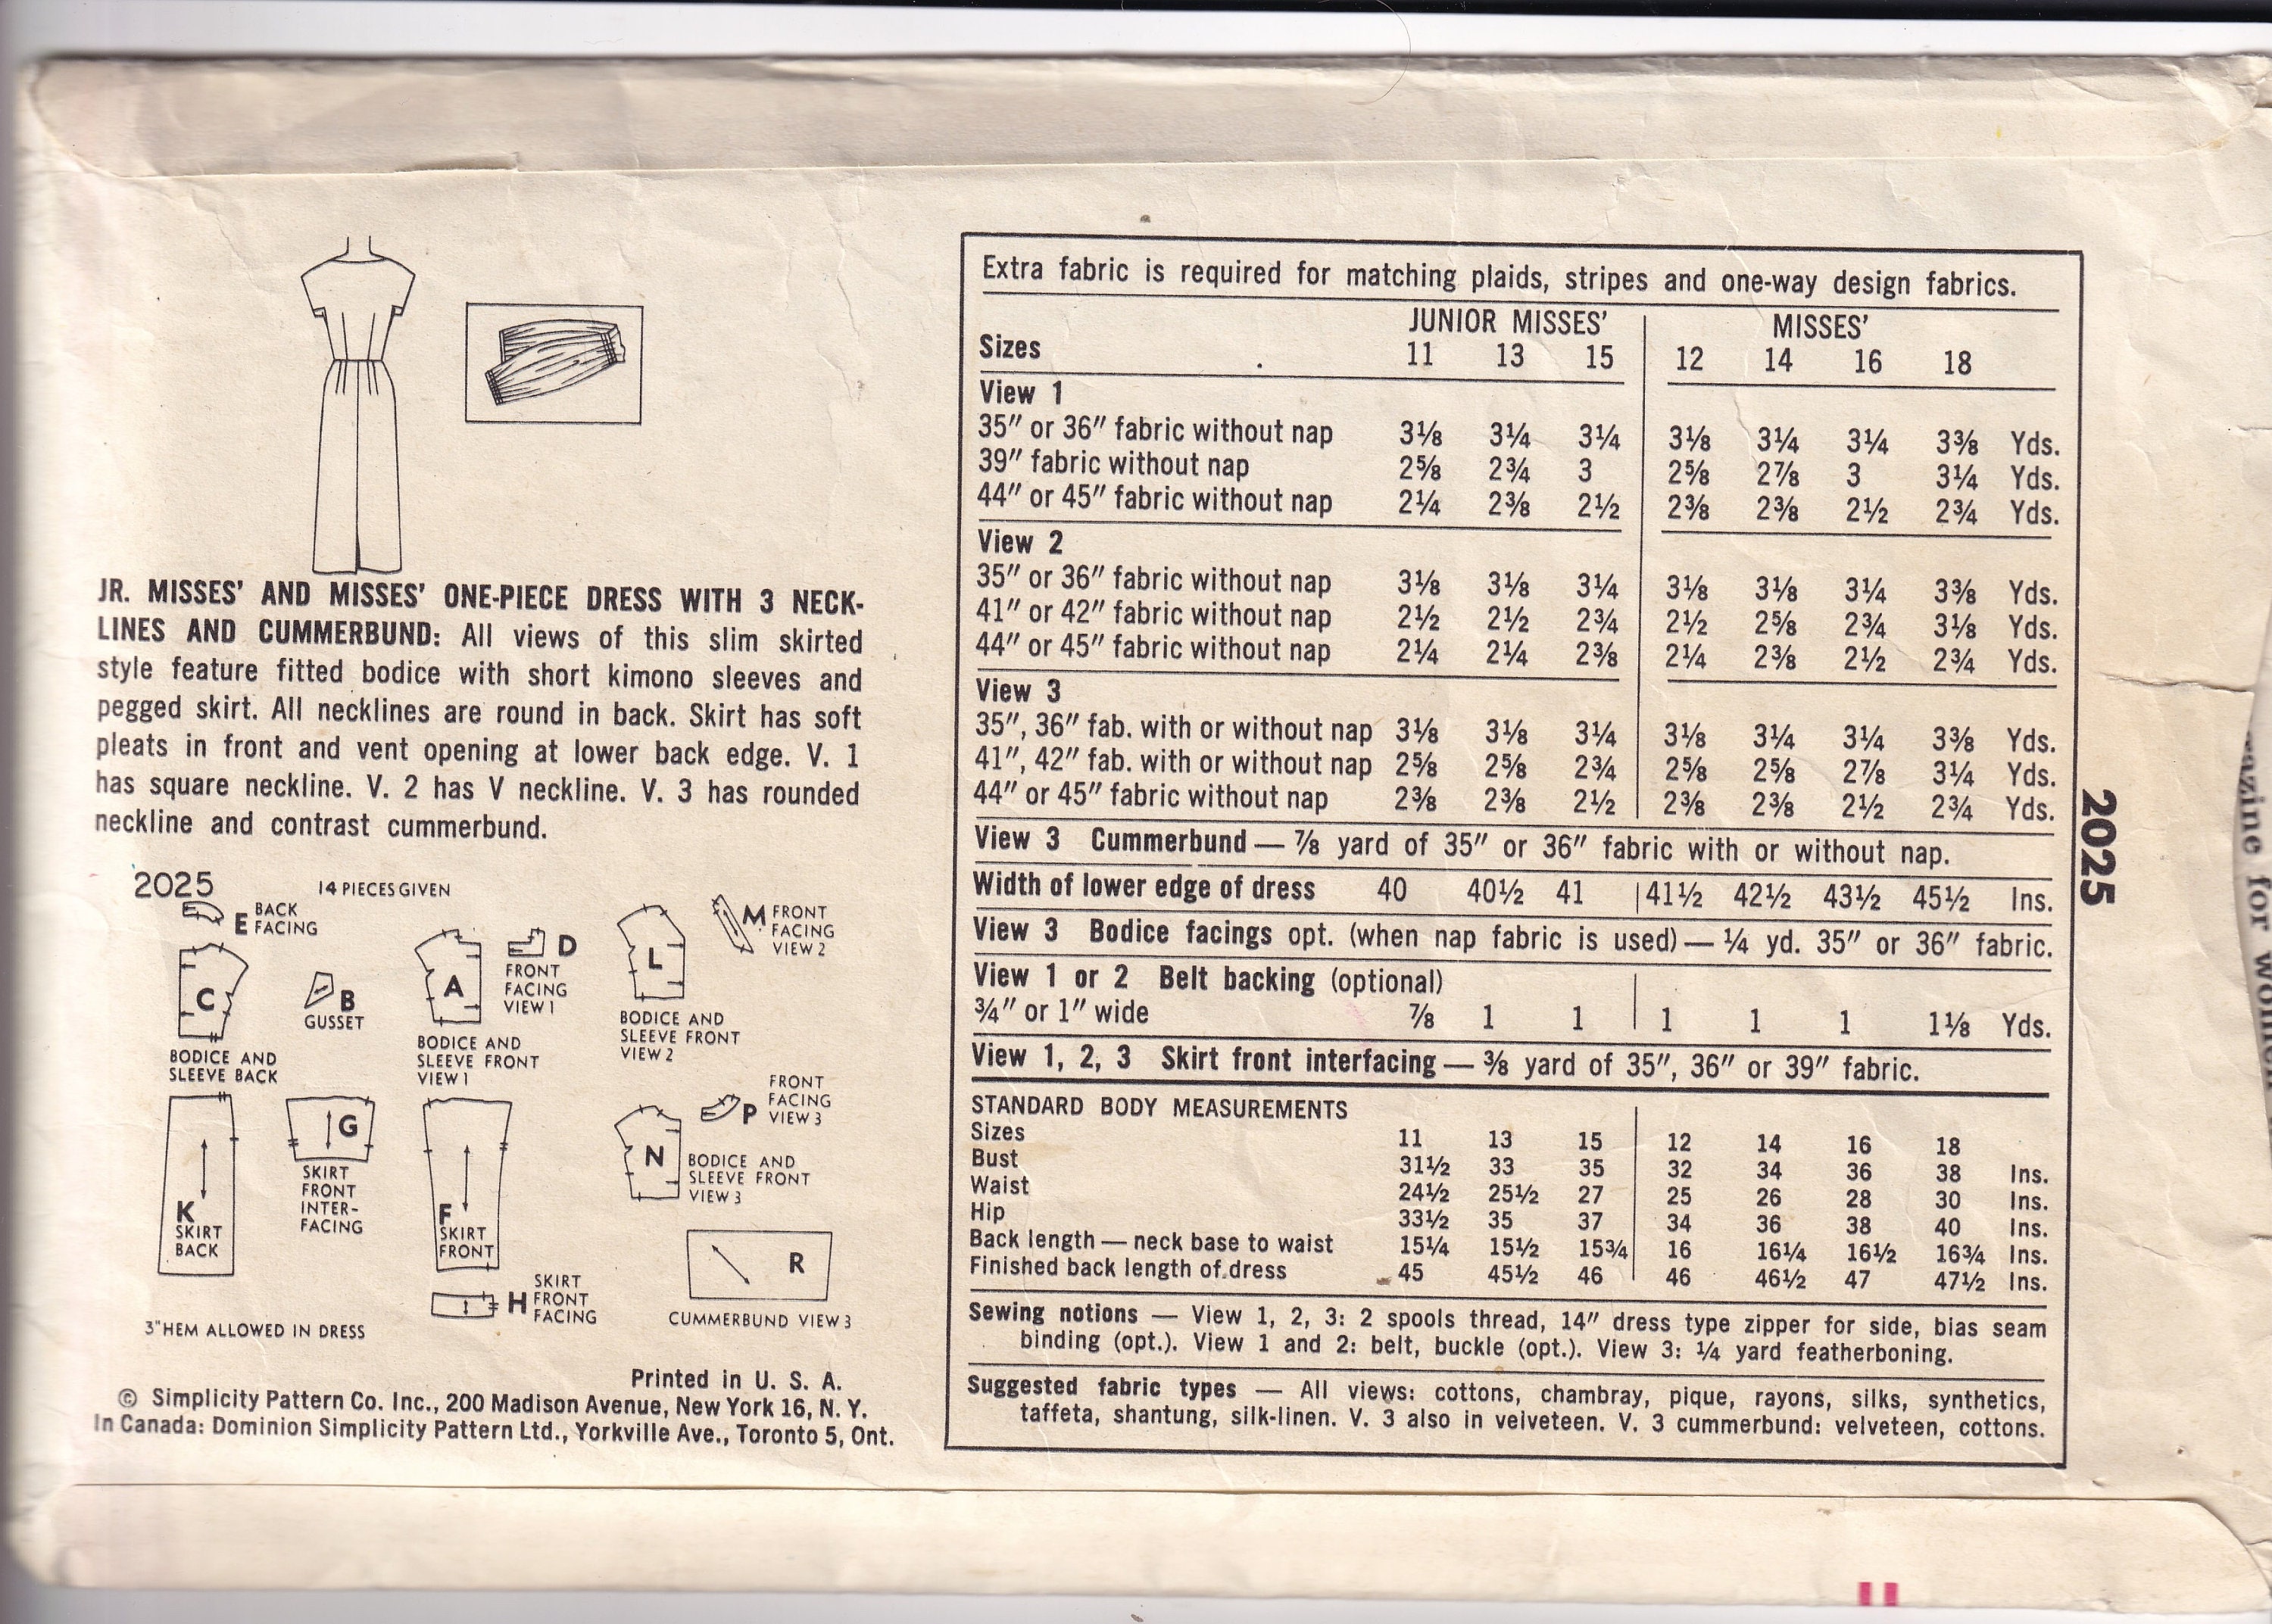 JR. MISSES' AND MISSES' ONE-PIECE DRESS WITH 3 NECK-
LINES AND CUMMERBUND: All views of this slim skirted
style feature fitted bodice with short kimono sleeves and
pegged skirt. All necklines are round in back. Skirt has soft
pleats in front and vent opening at lower back edge. V. 1
has square neckline. V. 2 has V neckline. V. 3 has rounded
neckline and contrast cummerbund.
2025 14 PIECES GIVEN
E BACK
FACING
C
BODICE AND
SLEEVE BACK
B
GUSSET
A
BODICE AND
SLEEVE FRONT
VIEW 1
D
FRONT
FACING
VIEW 1
L
BODICE AND
SLEEVE FRONT
VIEW 2
M FRONT
FACING
VIEW 2
K
SKIRT
BACK
G
SKIRT
FRONT
INTER-
FACING
F
SKIRT
FRONT
N
BODICE AND
SLEEVE FRONT
VIEW 3
P FRONT
FACING
VIEW 3
H SKIRT
FRONT
FACING
R
CUMMERBUND VIEW 3
3" HEM ALLOWED IN DRESS
Printed in U. S. A.
© Simplicity Pattern Co. Inc., 200 Madison Avenue, New York 16, N. Y.
In Canada: Dominion Simplicity Pattern Ltd., Yorkville Ave., Toronto 5, Ont.
Extra fabric is required for matching plaids, stripes and one-way design fabrics.
JUNIOR MISSES' MISSES'
Sizes 11 13 15 12 14 16 18
View 1
35" or 36" fabric without nap 3⅛ 3¼ 3¼ 3⅛ 3¼ 3¼ 3⅜ Yds.
39" fabric without nap 2⅝ 2¾ 3 2⅝ 2⅞ 3 3¼ Yds.
44" or 45" fabric without nap 2¼ 2⅜ 2½ 2⅜ 2⅜ 2½ 2¾ Yds.
View 2
35" or 36" fabric without nap 3⅛ 3⅛ 3¼ 3⅛ 3⅛ 3¼ 3⅜ Yds.
41" or 42" fabric without nap 2½ 2½ 2¾ 2½ 2⅝ 2¾ 3⅛ Yds.
44" or 45" fabric without nap 2¼ 2¼ 2⅜ 2¼ 2⅜ 2½ 2¾ Yds.
View 3
35", 36" fab. with or without nap 3⅛ 3⅛ 3¼ 3⅛ 3¼ 3¼ 3⅜ Yds.
41", 42" fab. with or without nap 2⅝ 2⅝ 2¾ 2⅝ 2⅝ 2⅞ 3¼ Yds.
44" or 45" fabric without nap 2⅜ 2⅜ 2½ 2⅜ 2⅜ 2½ 2¾ Yds.
View 3 Cummerbund — ⅞ yard of 35" or 36" fabric with or without nap.
Width of lower edge of dress 40 40½ 41 41½ 42½ 43½ 45½ Ins.
View 3 Bodice facings opt. (when nap fabric is used) — ¼ yd. 35" or 36" fabric.
View 1 or 2 Belt backing (optional)
¾" or 1" wide ⅞ 1 1 1 1 1 1⅛ Yds.
View 1, 2, 3 Skirt front interfacing — ⅜ yard of 35", 36" or 39" fabric.
STANDARD BODY MEASUREMENTS
Sizes 11 13 15 12 14 16 18
Bust 31½ 33 35 32 34 36 38 Ins.
Waist 24½ 25½ 27 25 26 28 30 Ins.
Hip 33½ 35 37 34 36 38 40 Ins.
Back length — neck base to waist 15¼ 15½ 15¾ 16 16¼ 16½ 16¾ Ins.
Finished back length of dress 45 45½ 46 46 46½ 47 47½ Ins.
Sewing notions — View 1, 2, 3: 2 spools thread, 14" dress type zipper for side, bias seam
binding (opt.). View 1 and 2: belt, buckle (opt.). View 3: ¼ yard featherboning.
Suggested fabric types — All views: cottons, chambray, pique, rayons, silks, synthetics,
taffeta, shantung, silk-linen. V. 3 also in velveteen. V. 3 cummerbund: velveteen, cottons.
2025
for